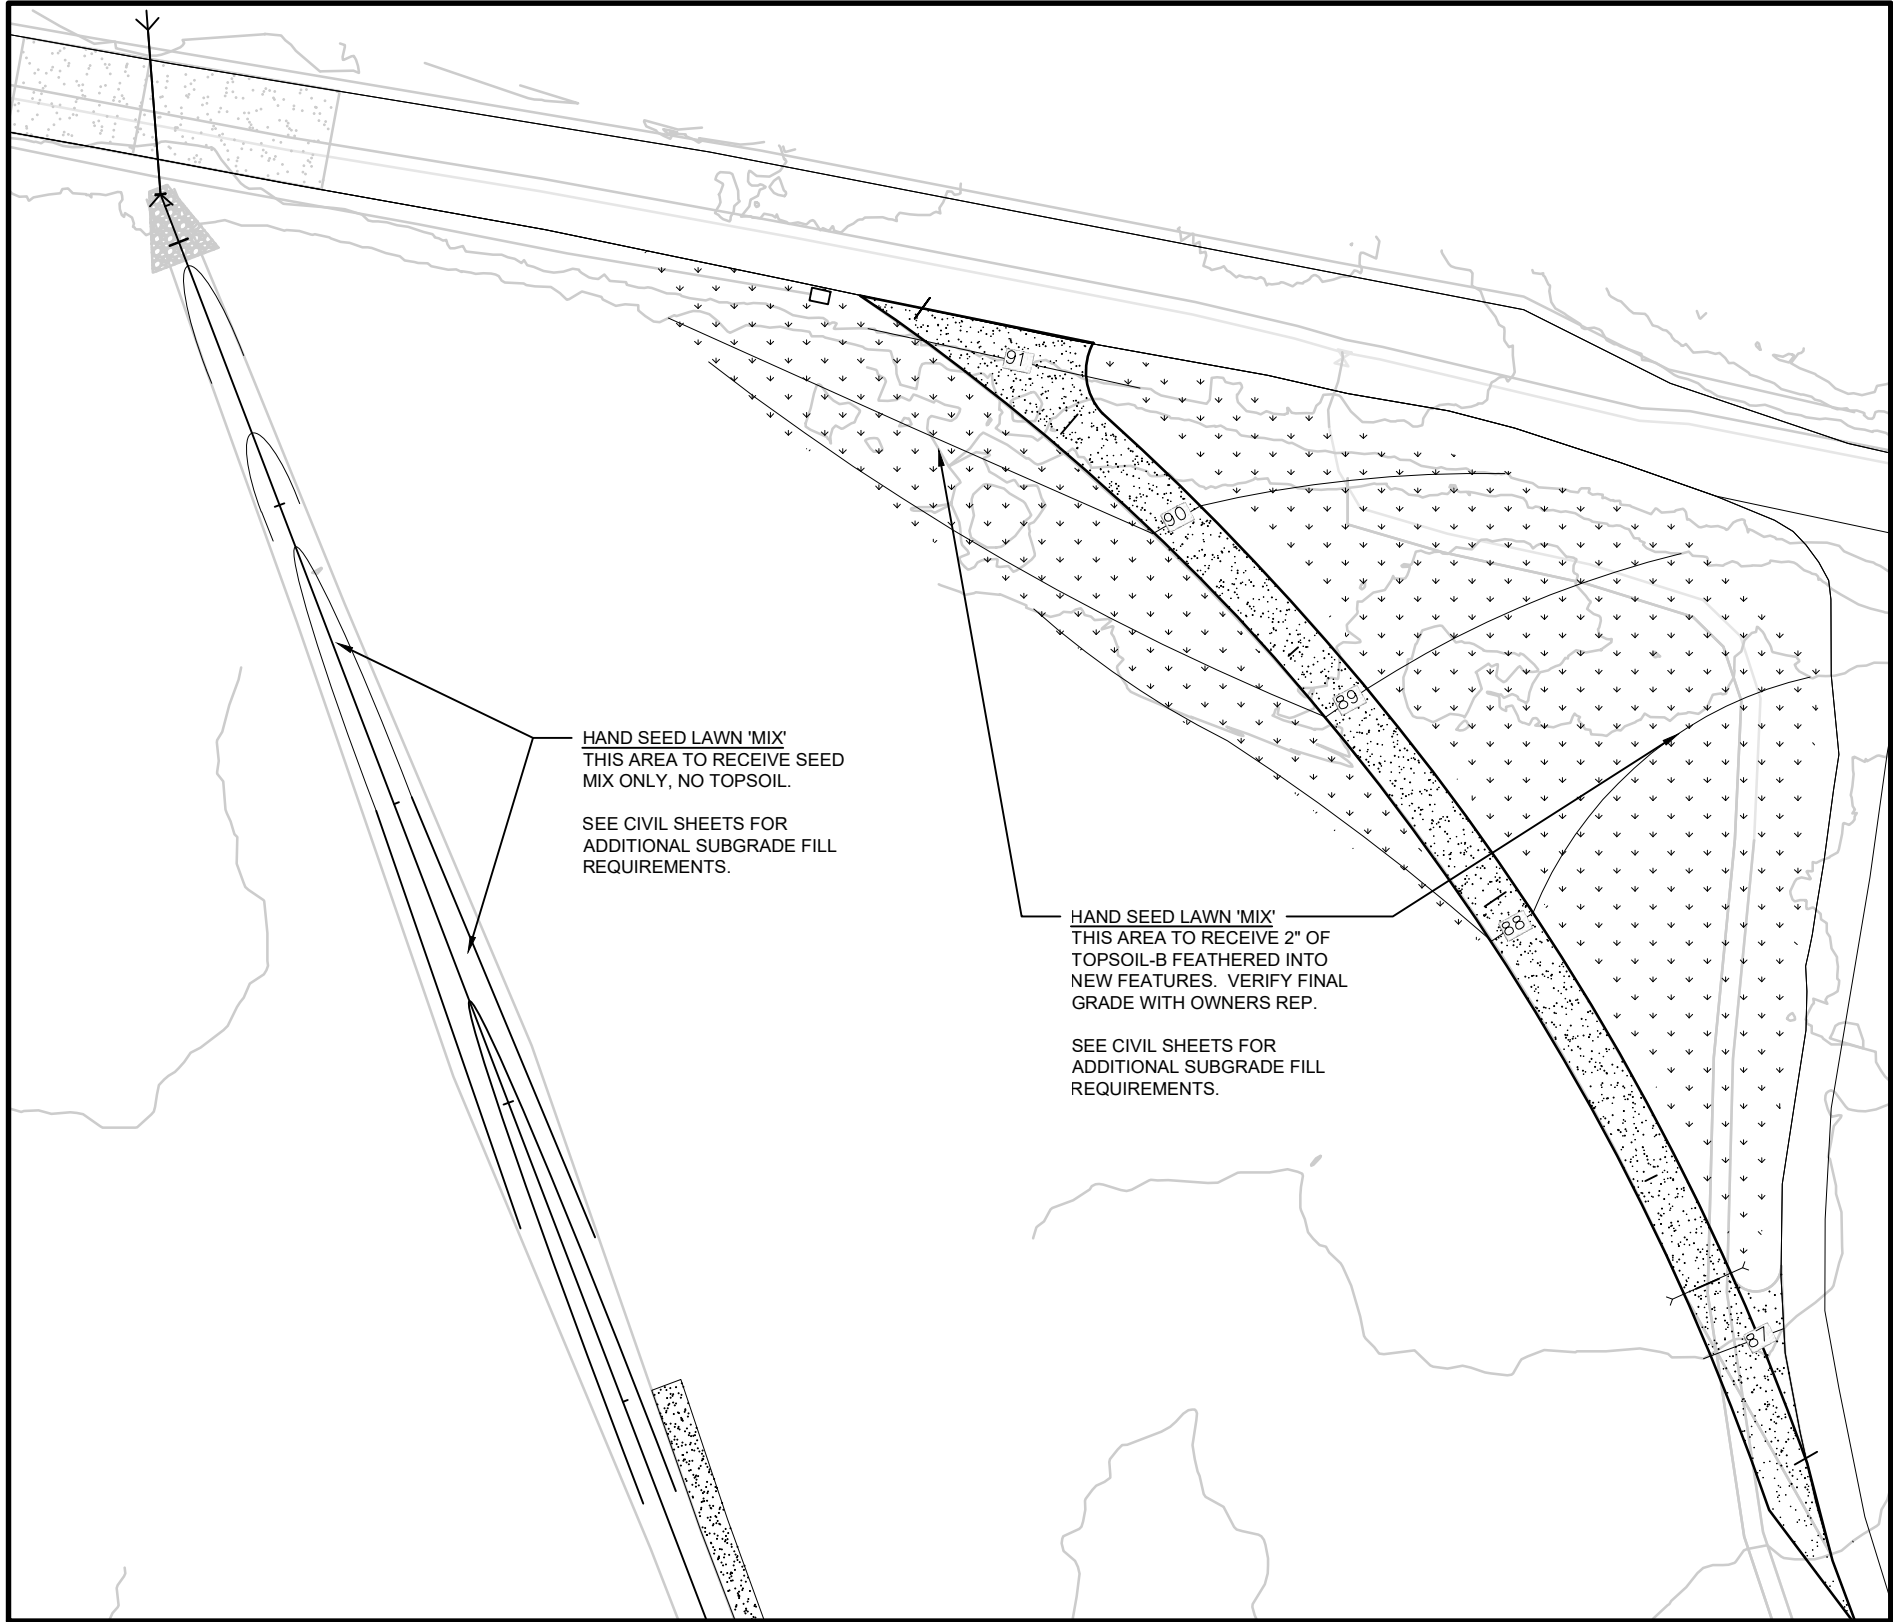 91
90
89
HAND SEED LAWN 'MIX'
THIS AREA TO RECEIVE SEED
MIX ONLY, NO TOPSOIL.
SEE CIVIL SHEETS FOR
ADDITIONAL SUBGRADE FILL
REQUIREMENTS.
HAND SEED LAWN 'MIX'
THIS AREA TO RECEIVE 2" OF
TOPSOIL-B FEATHERED INTO
NEW FEATURES.  VERIFY FINAL
GRADE WITH OWNERS REP.
SEE CIVIL SHEETS FOR
ADDITIONAL SUBGRADE FILL
REQUIREMENTS.
88
87